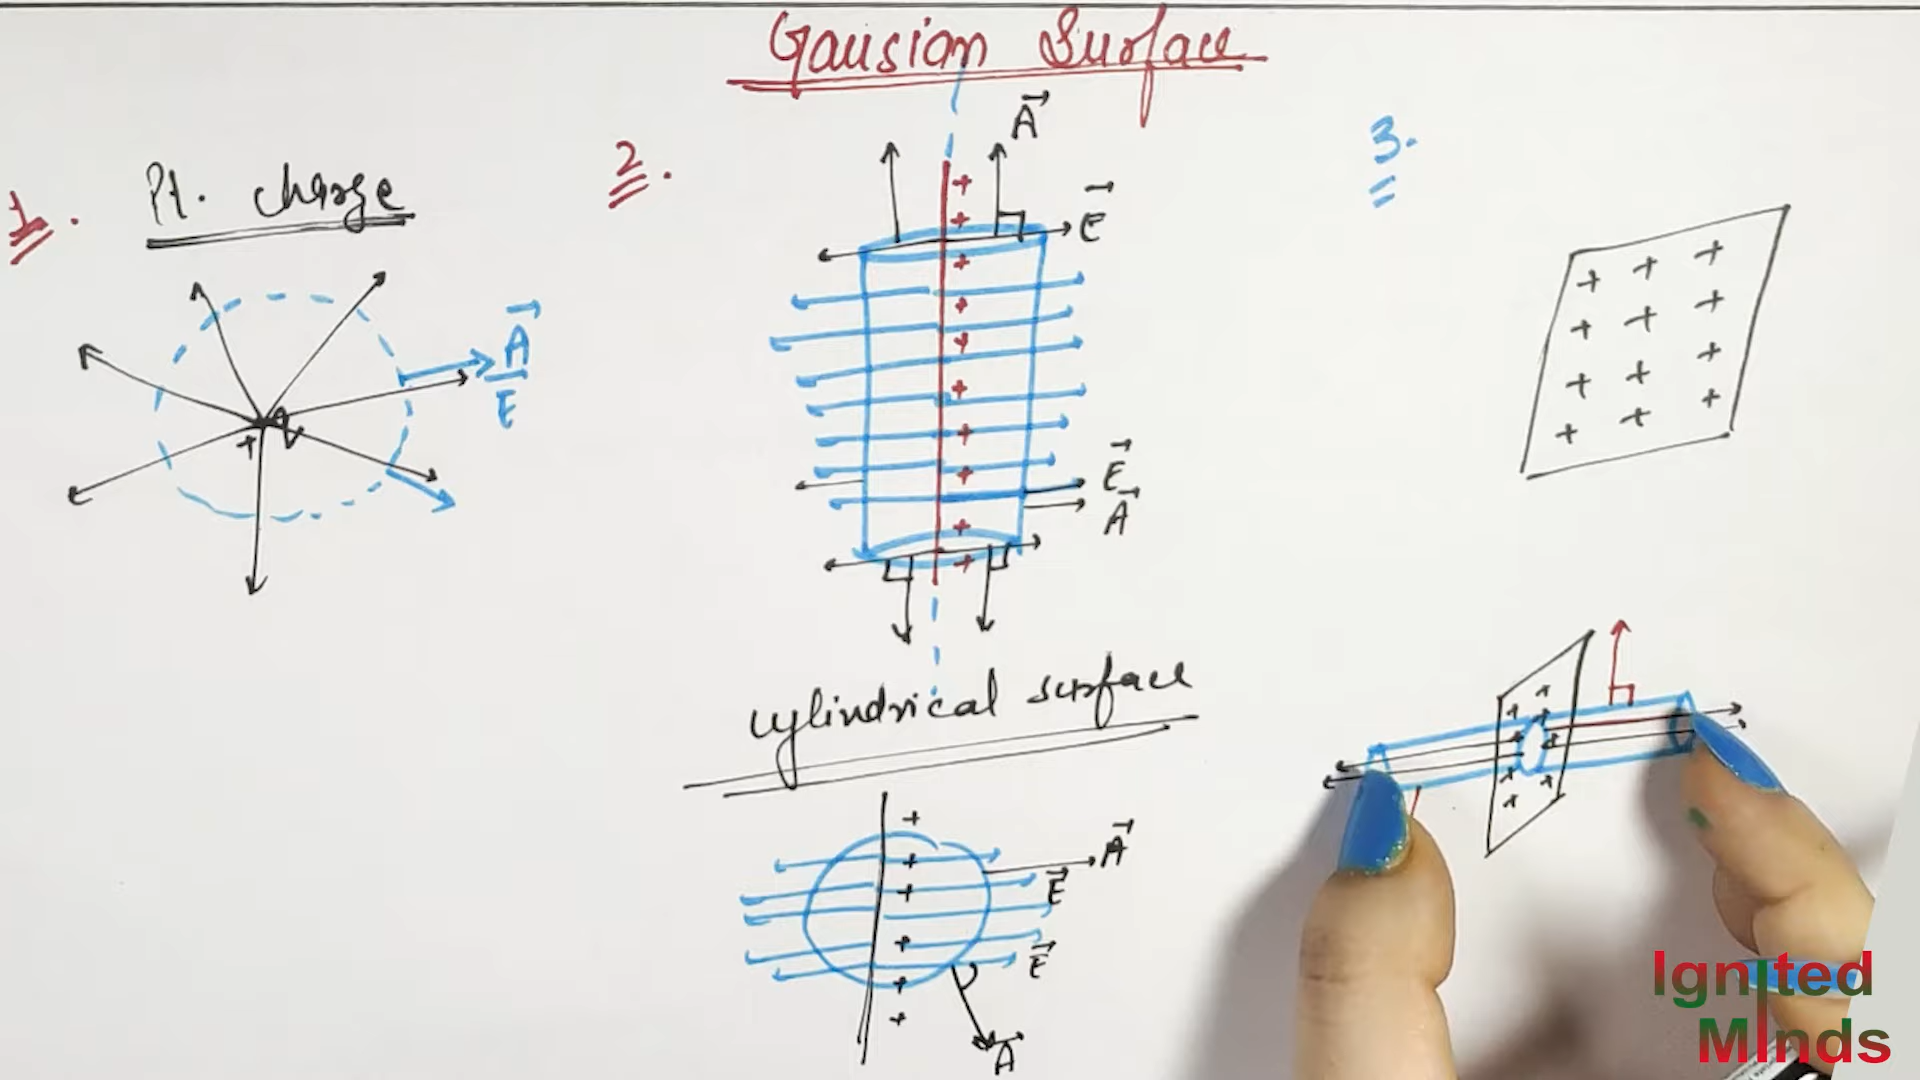 Gausian Surface
1.
Pt. charge
A
E
+
q
2.
A
E
+
+
+
+
+
+
+
+
+
+
E
A
cylindrical surface
+
+
+
+
+
+
A
E
E
A
3.
+ + +
+ + +
+ + +
+ + +
+
+ +
+ +
+ +
+
Ignited
Minds